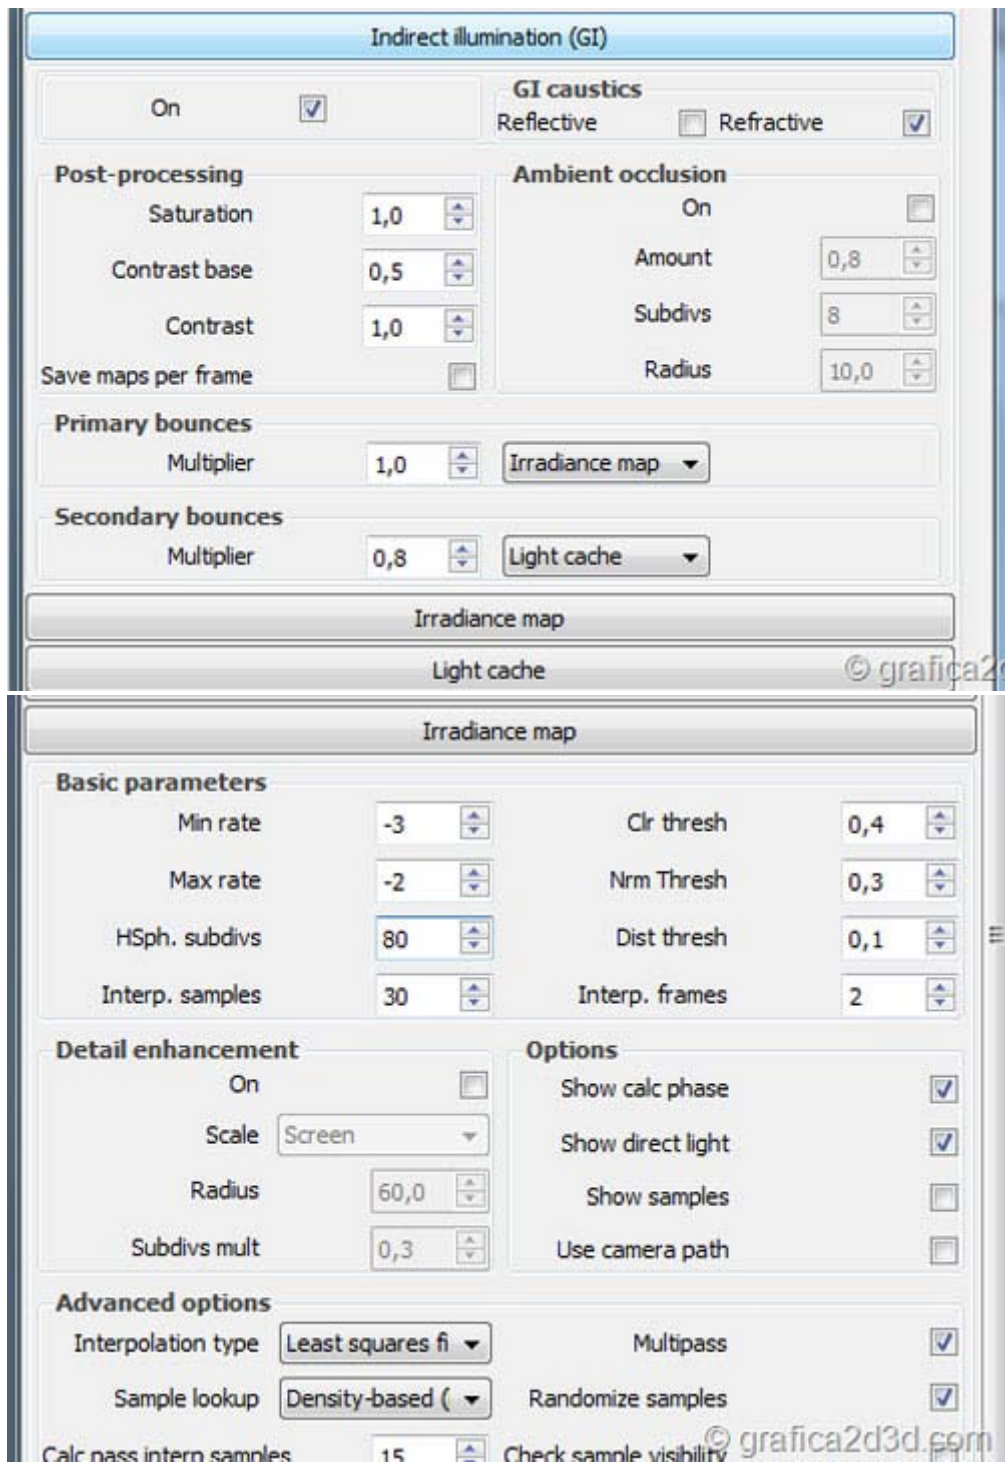 Indirect illumination (GI)
On
GI caustics
Reflective Refractive
Post-processing
Saturation 1,0
Contrast base 0,5
Contrast 1,0
Save maps per frame
Ambient occlusion
On
Amount 0,8
Subdivs 8
Radius 10,0
Primary bounces
Multiplier 1,0 Irradiance map
Secondary bounces
Multiplier 0,8 Light cache
Irradiance map
Light cache
© grafica2
Irradiance map
Basic parameters
Min rate -3 Clr thresh 0,4
Max rate -2 Nrm Thresh 0,3
HSph. subdivs 80 Dist thresh 0,1
Interp. samples 30 Interp. frames 2
Detail enhancement
On
Scale Screen
Radius 60,0
Subdivs mult 0,3
Options
Show calc phase
Show direct light
Show samples
Use camera path
Advanced options
Interpolation type Least squares fi Multipass
Sample lookup Density-based ( Randomize samples
Calc pass interp samples 15 Check sample visibility
© grafica2d3d.com